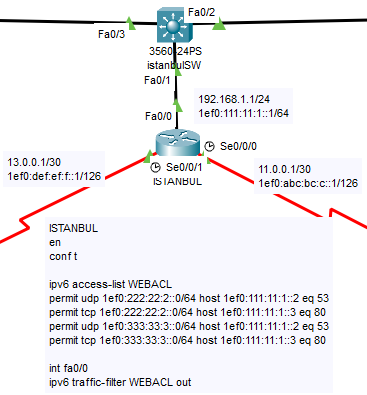 Fa0/2
Fa0/3
3560-24PS
istanbulSW
Fa0/1
192.168.1.1/24
1ef0:111:11:1::1/64
Fa0/0
Se0/0/0
13.0.0.1/30
1ef0:def:ef:f::1/126
Se0/0/1
ISTANBUL
11.0.0.1/30
1ef0:abc:bc:c::1/126
ISTANBUL
en
conf t
ipv6 access-list WEBACL
permit udp 1ef0:222:22:2::0/64 host 1ef0:111:11:1::2 eq 53
permit tcp 1ef0:222:22:2::0/64 host 1ef0:111:11:1::3 eq 80
permit udp 1ef0:333:33:3::0/64 host 1ef0:111:11:1::2 eq 53
permit tcp 1ef0:333:33:3::0/64 host 1ef0:111:11:1::3 eq 80
int fa0/0
ipv6 traffic-filter WEBACL out